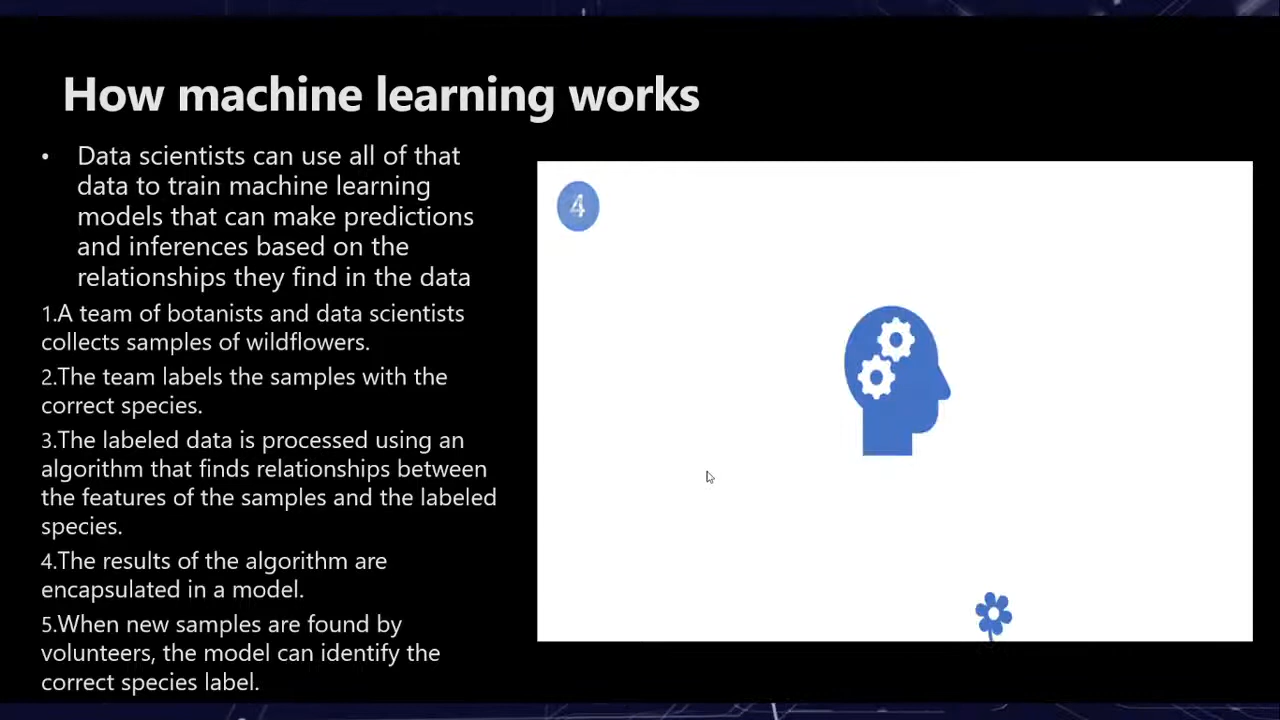 How machine learning works
• Data scientists can use all of that
data to train machine learning
models that can make predictions
and inferences based on the
relationships they find in the data
1.A team of botanists and data scientists
collects samples of wildflowers.
2.The team labels the samples with the
correct species.
3.The labeled data is processed using an
algorithm that finds relationships between
the features of the samples and the labeled
species.
4.The results of the algorithm are
encapsulated in a model.
5.When new samples are found by
volunteers, the model can identify the
correct species label.
4